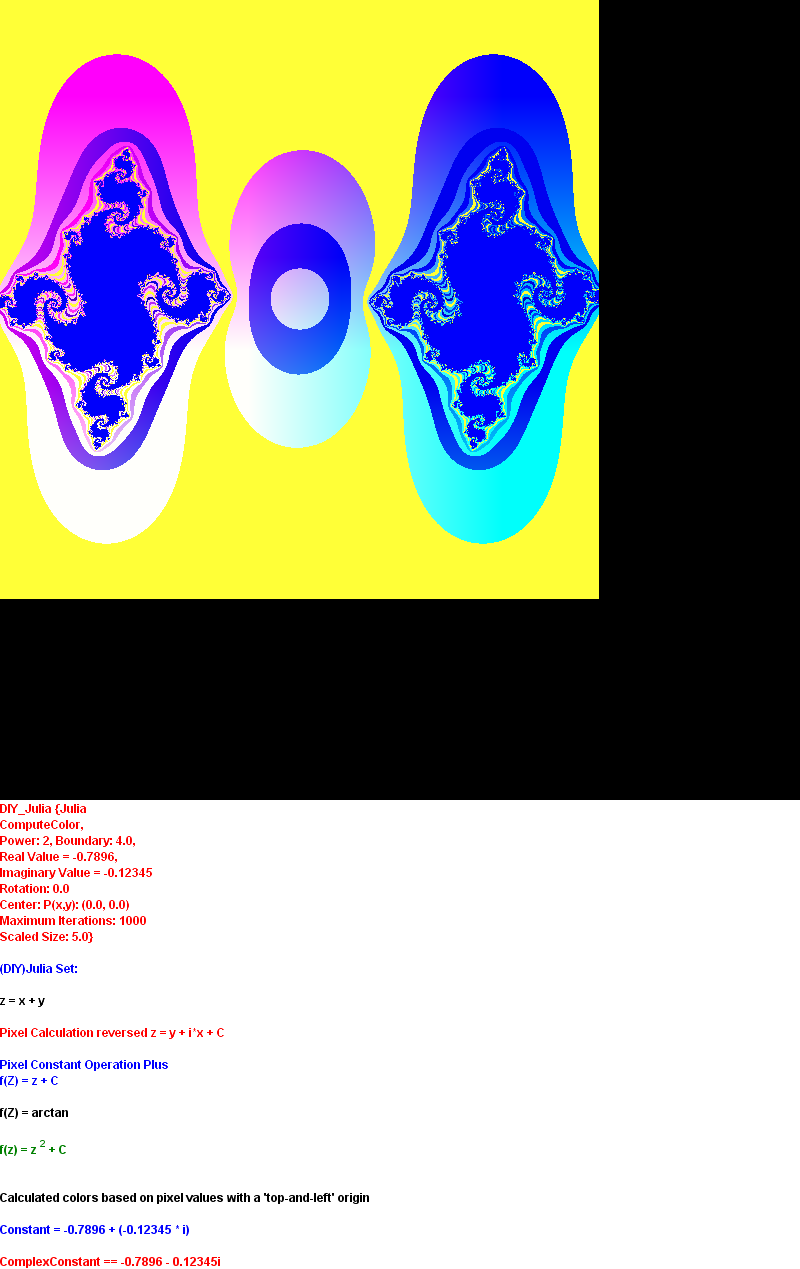 DIY_Julia {Julia
ComputeColor,
Power: 2, Boundary: 4.0,
Real Value = -0.7896,
Imaginary Value = -0.12345
Rotation: 0.0
Center: P(x,y): (0.0, 0.0)
Maximum Iterations: 1000
Scaled Size: 5.0}
(DIY)Julia Set:
z = x + y
Pixel Calculation reversed z = y + i*x + C
Pixel Constant Operation Plus
f(Z) = z + C
f(Z) = arctan
f(z) = z 2 + C
Calculated colors based on pixel values with a 'top-and-left' origin
Constant = -0.7896 + (-0.12345 * i)
ComplexConstant == -0.7896 - 0.12345i